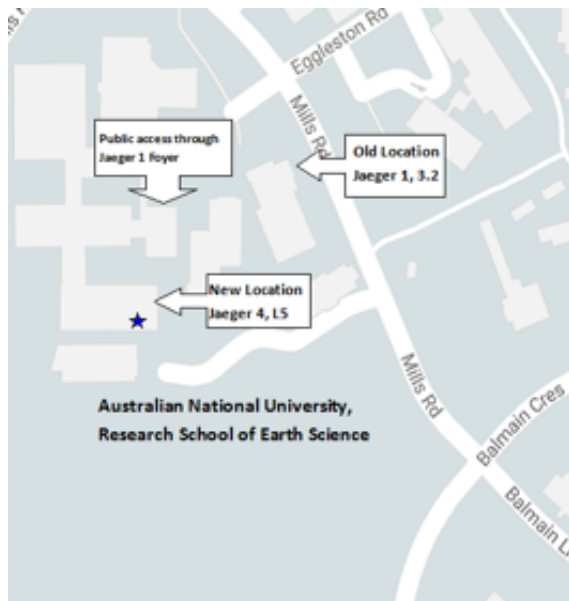 Eggleston Rd
Mills Rd
Public access through
Jaeger 1 Foyer
Old Location
Jaeger 1, 3.2
New Location
Jaeger 4, L5
Mills Rd
Australian National University,
Research School of Earth Science
Balmain Cres
Balmain